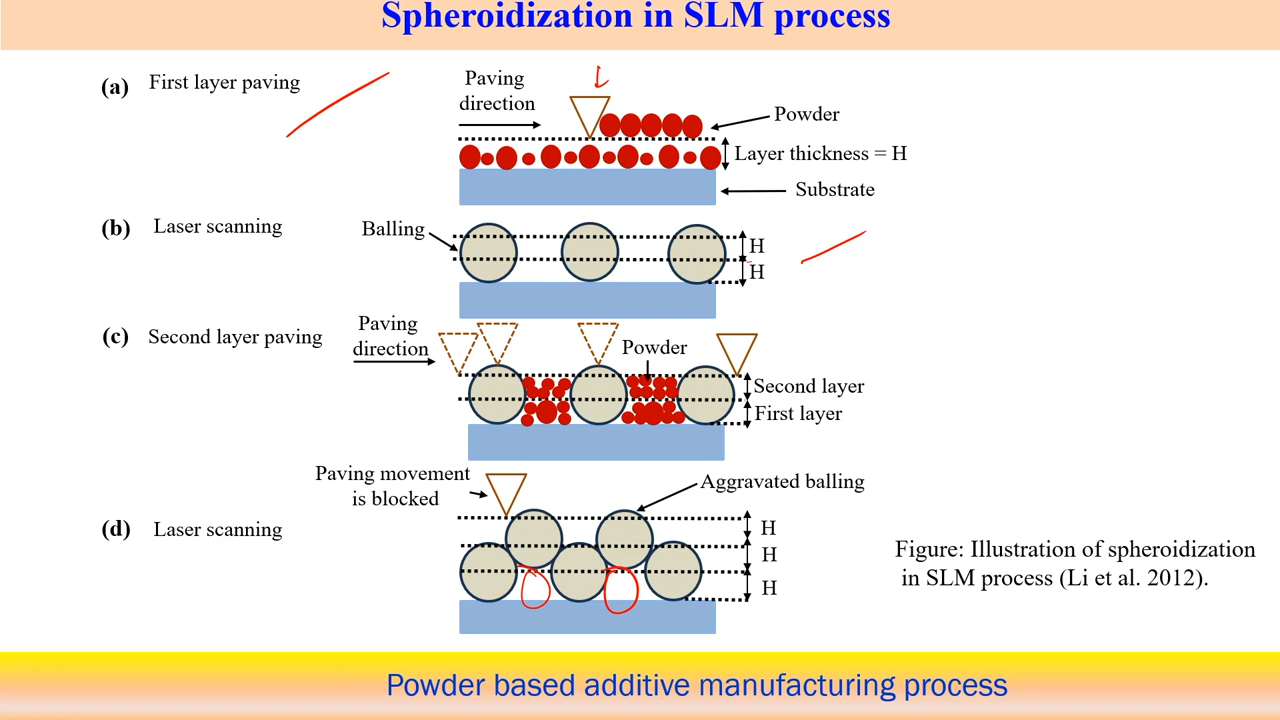 Spheroidization in SLM process
(a) First layer paving
Paving
direction
Powder
Layer thickness = H
Substrate
(b) Laser scanning
Balling
H
H
(c) Second layer paving
Paving
direction
Powder
Second layer
First layer
Paving movement
is blocked
Aggravated balling
(d) Laser scanning
H
H
H
Figure: Illustration of spheroidization
in SLM process (Li et al. 2012).
Powder based additive manufacturing process